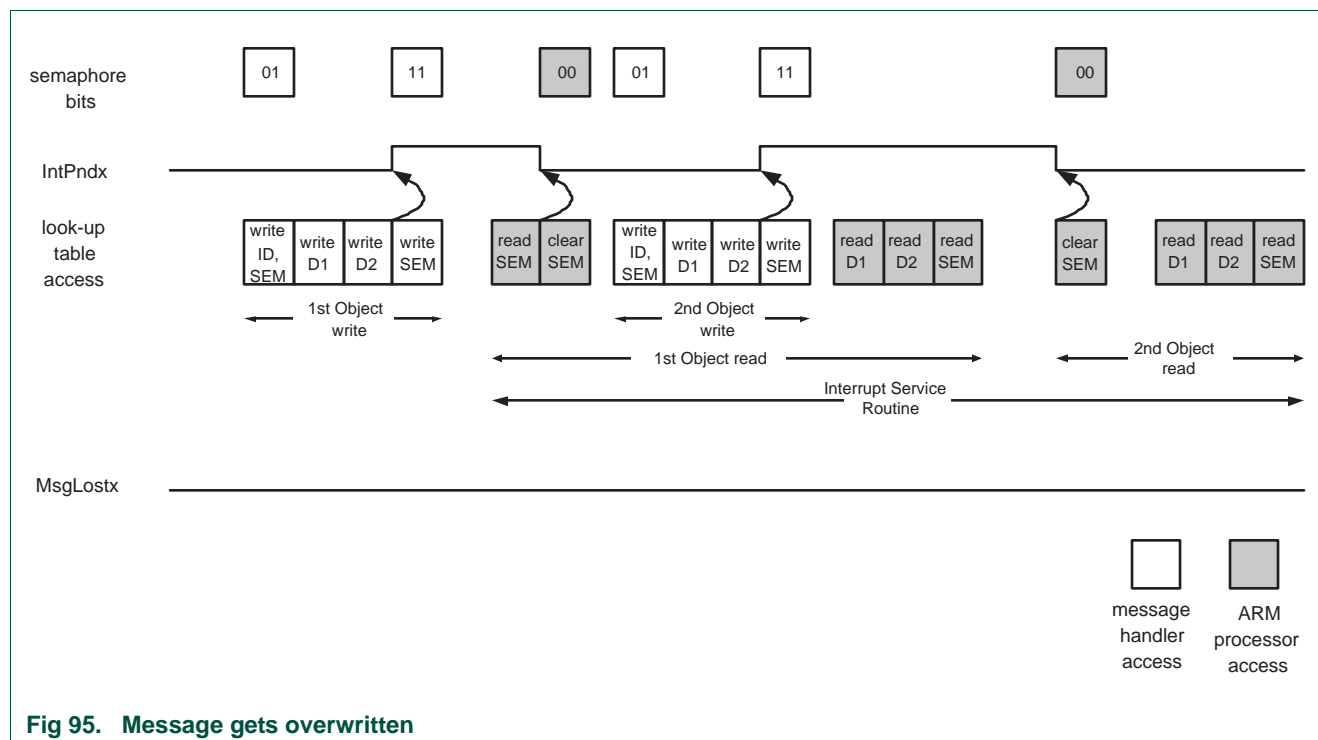 semaphore
bits
01
11
00
01
11
00
IntPndx
look-up
table
access
write
ID,
SEM
write
D1
write
D2
write
SEM
read
SEM
clear
SEM
write
ID,
SEM
write
D1
write
D2
write
SEM
read
D1
read
D2
read
SEM
clear
SEM
read
D1
read
D2
read
SEM
1st Object
write
2nd Object
write
1st Object read
2nd Object
read
Interrupt Service
Routine
MsgLostx
message
handler
access
ARM
processor
access
Fig 95. Message gets overwritten